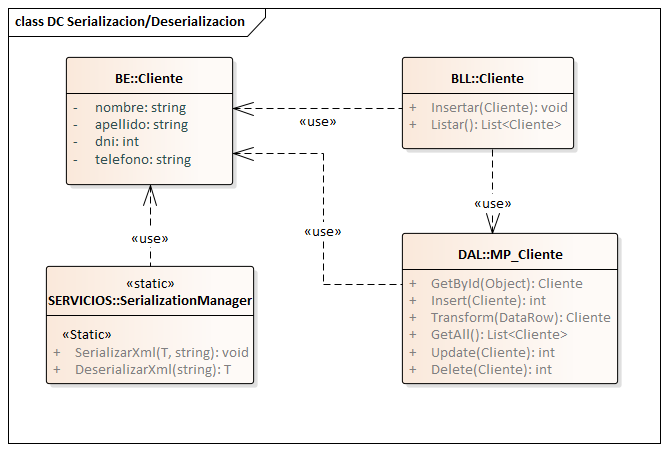 class DC Serializacion/Deserializacion
BE::Cliente
- nombre: string
- apellido: string
- dni: int
- telefono: string
BLL::Cliente
+ Insertar(Cliente): void
+ Listar(): List<Cliente>
«use»
«use»
«use»
«use»
DAL::MP_Cliente
+ GetById(Object): Cliente
+ Insert(Cliente): int
+ Transform(DataRow): Cliente
+ GetAll(): List<Cliente>
+ Update(Cliente): int
+ Delete(Cliente): int
«static»
SERVICIOS::SerializationManager
«Static»
+ SerializarXml(T, string): void
+ DeserializarXml(string): T